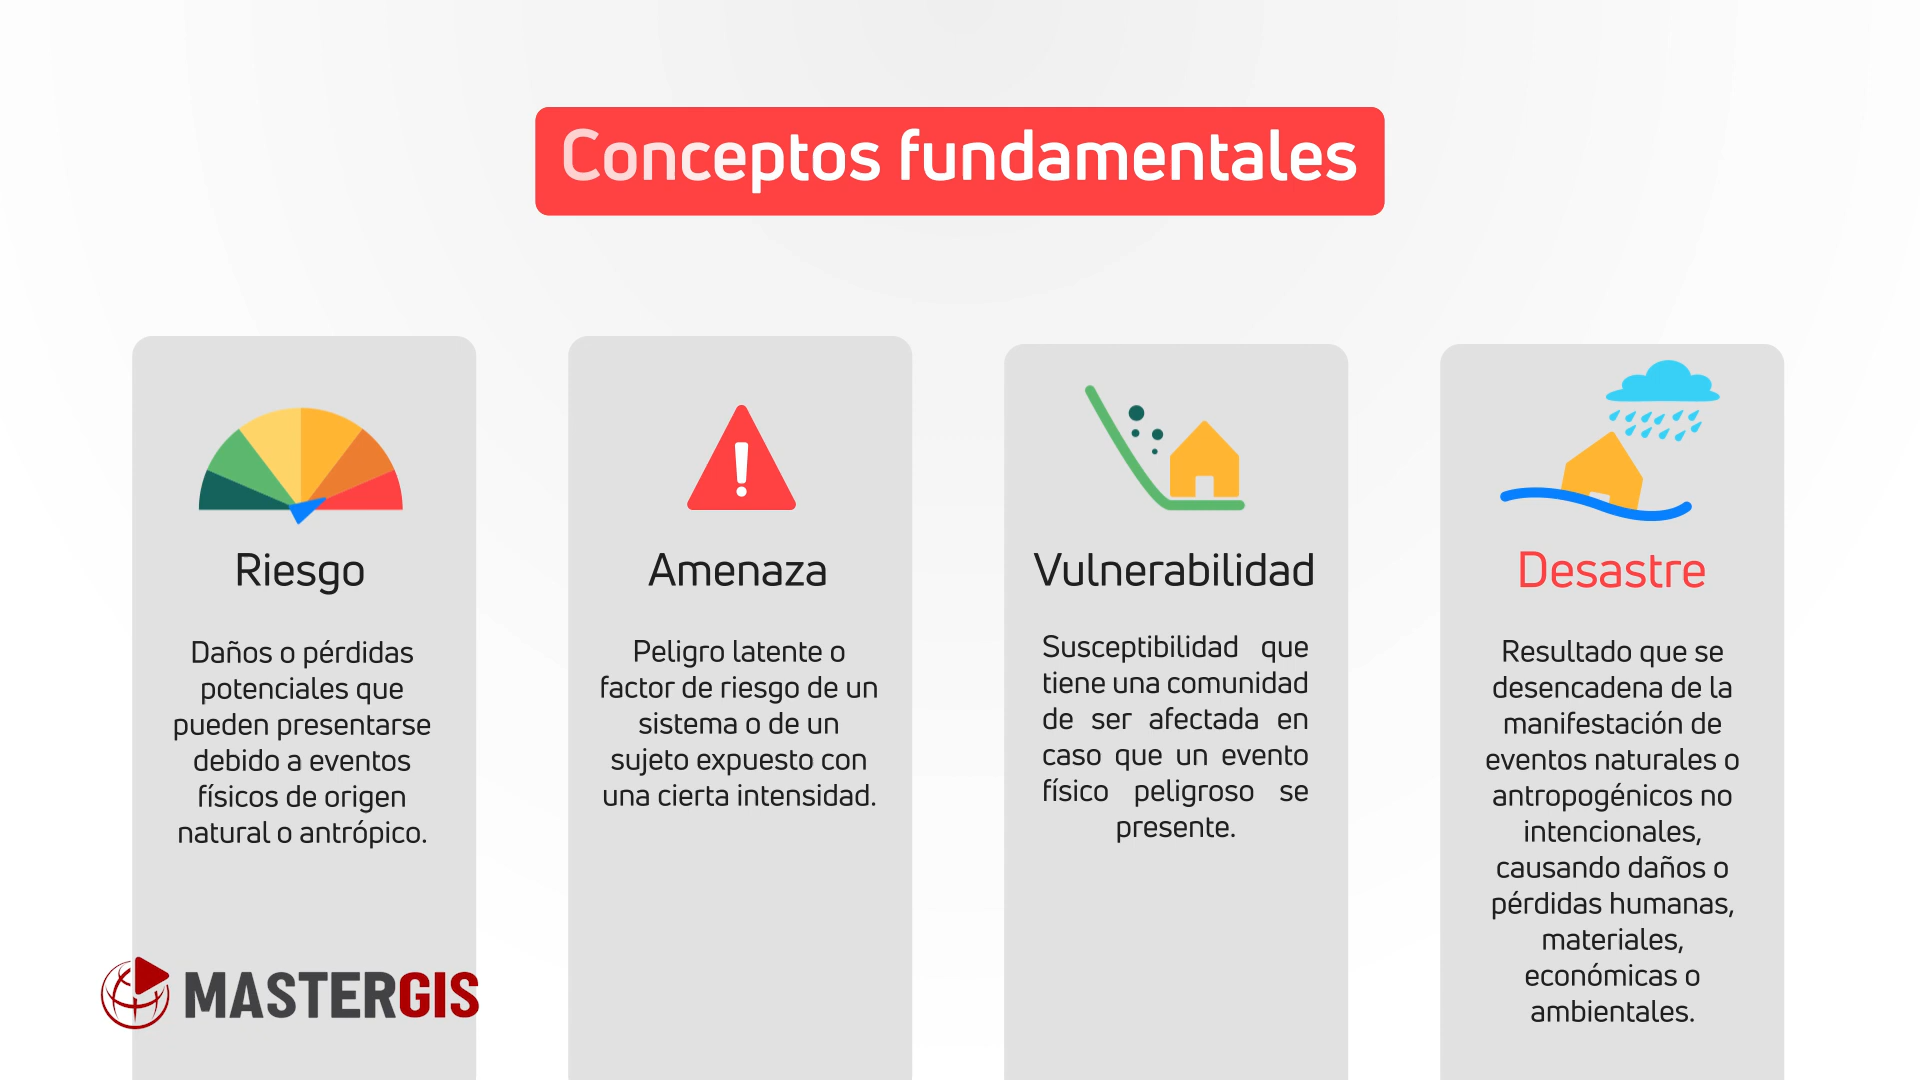 Conceptos fundamentales
Riesgo
Daños o pérdidas
potenciales que
pueden presentarse
debido a eventos
físicos de origen
natural o antrópico.
Amenaza
Peligro latente o
factor de riesgo de un
sistema o de un
sujeto expuesto con
una cierta intensidad.
Vulnerabilidad
Susceptibilidad que
tiene una comunidad
de ser afectada en
caso que un evento
físico peligroso se
presente.
Desastre
Resultado que se
desencadena de la
manifestación de
eventos naturales o
antropogénicos no
intencionales,
causando daños o
pérdidas humanas,
materiales,
económicas o
ambientales.
MASTERGIS